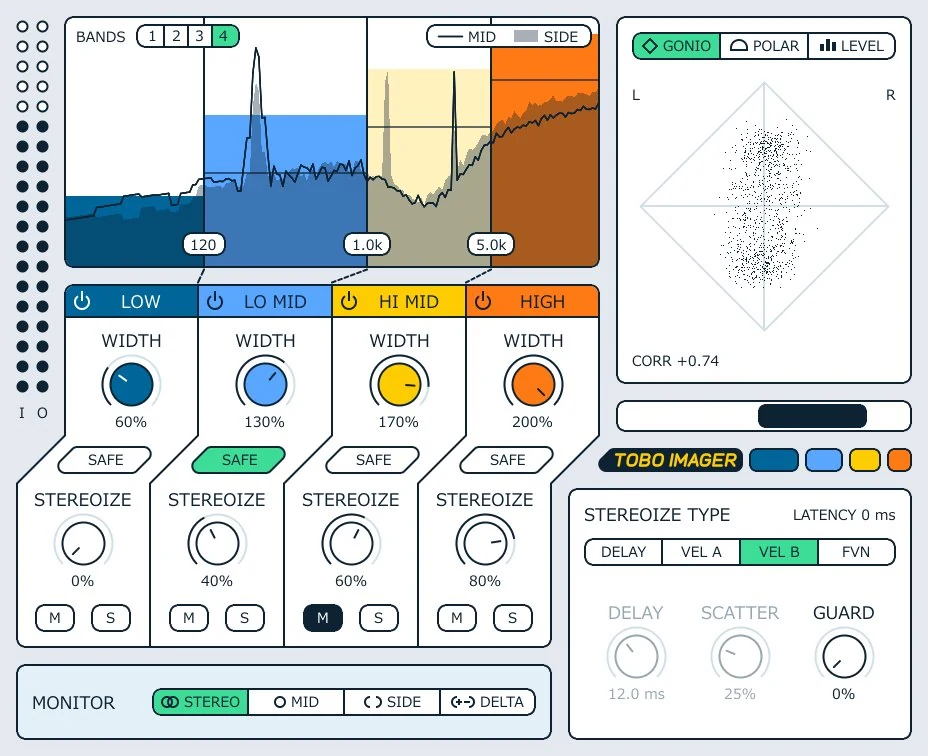 BANDS 1 2 3 4 MID SIDE
120 1.0k 5.0k
GONIO POLAR LEVEL
L R
CORR +0.74
I O
LOW LO MID HI MID HIGH
WIDTH WIDTH WIDTH WIDTH
60% 130% 170% 200%
SAFE SAFE SAFE SAFE
TOBO IMAGER
STEREOIZE STEREOIZE STEREOIZE STEREOIZE
0% 40% 60% 80%
M S M S M S M S
STEREOIZE TYPE LATENCY 0 ms
DELAY VEL A VEL B FVN
DELAY SCATTER GUARD
12.0 ms 25% 0%
MONITOR STEREO MID SIDE DELTA